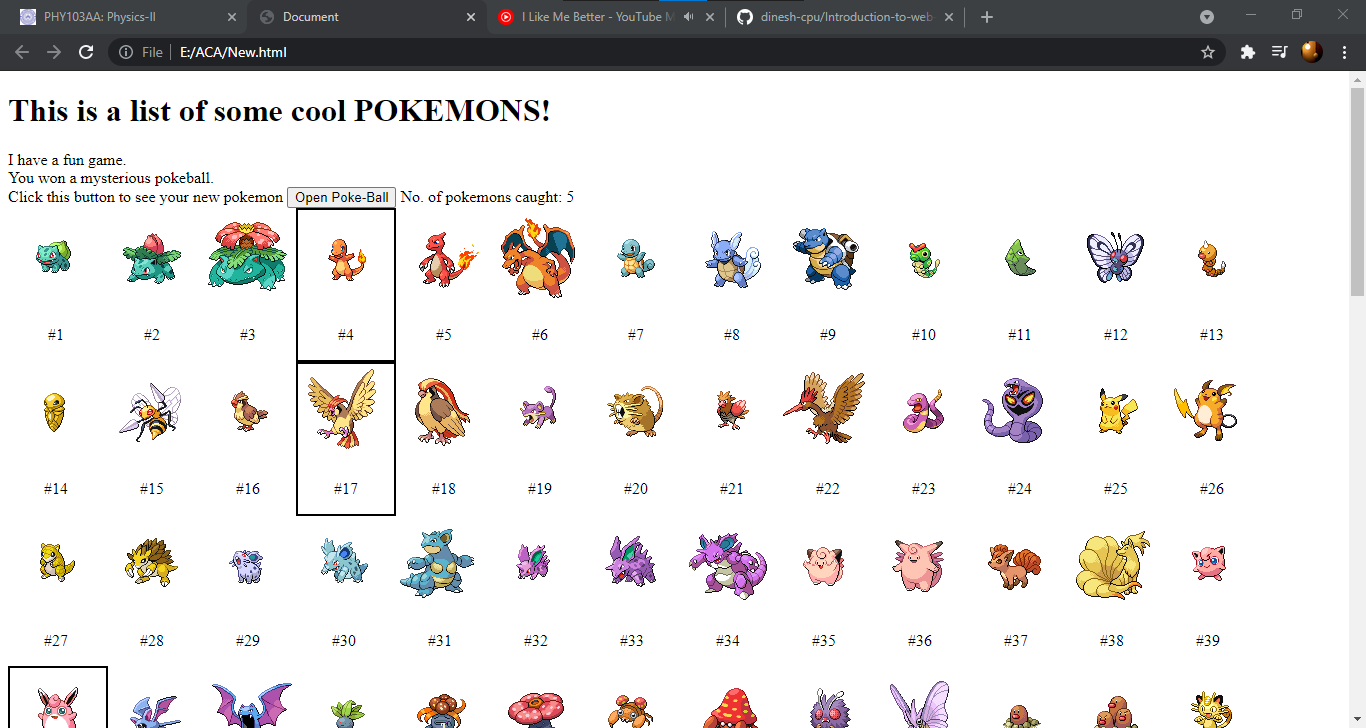 PHY103AA: Physics-II
Document
I Like Me Better - YouTube M
dinesh-cpu/Introduction-to-web-
File
E:/ACA/New.html
This is a list of some cool POKEMONS!
I have a fun game.
You won a mysterious pokeball.
Click this button to see your new pokemon Open Poke-Ball No. of pokemons caught: 5
#1 #2 #3 #4 #5 #6 #7 #8 #9 #10 #11 #12 #13
#14 #15 #16 #17 #18 #19 #20 #21 #22 #23 #24 #25 #26
#27 #28 #29 #30 #31 #32 #33 #34 #35 #36 #37 #38 #39